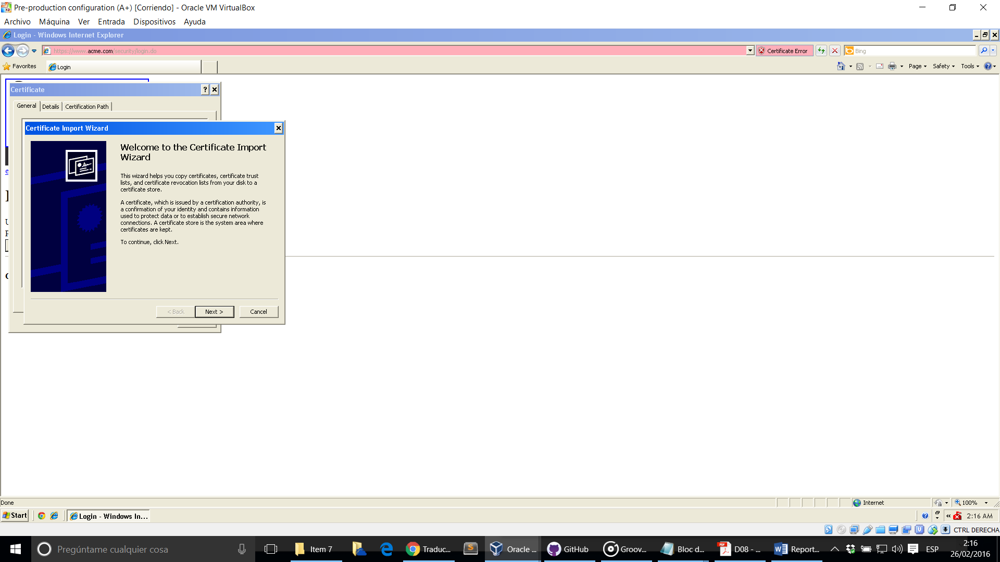 Pre-production configuration (A+) [Corriendo] - Oracle VM VirtualBox
Archivo Máquina Ver Entrada Dispositivos Ayuda
Login - Windows Internet Explorer
https://www.acme.com/security/login.do
Certificate Error
Bing
Favorites
Login
Page
Safety
Tools
Certificate
General Details Certification Path
Certificate Import Wizard
Welcome to the Certificate Import
Wizard
This wizard helps you copy certificates, certificate trust
lists, and certificate revocation lists from your disk to a
certificate store.
A certificate, which is issued by a certification authority, is
a confirmation of your identity and contains information
used to protect data or to establish secure network
connections. A certificate store is the system area where
certificates are kept.
To continue, click Next.
< Back
Next >
Cancel
Done
Internet
100%
Start
Login - Windows In...
2:16 AM
CTRL DERECHA
Pregúntame cualquier cosa
Item 7
Traduc...
Oracle ...
GitHub
Groov...
Bloc d...
D08 - ...
Report...
ESP
2:16
26/02/2016